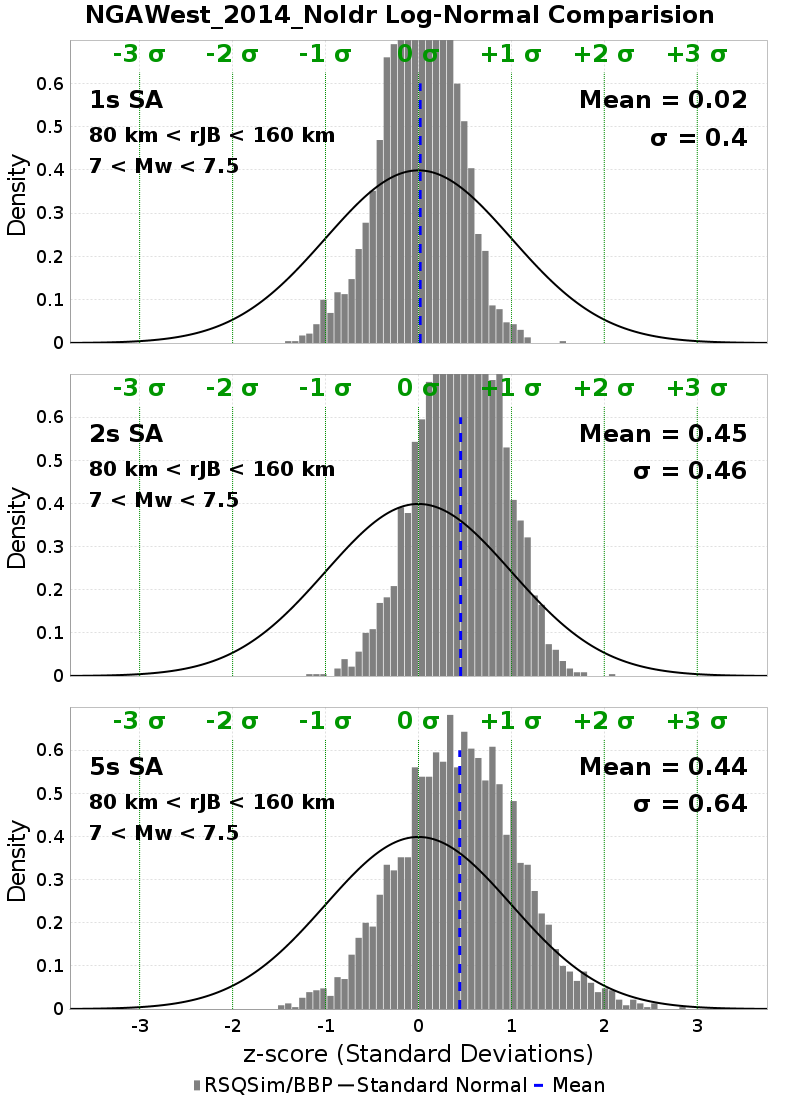 NGAWest_2014_NoIdr Log-Normal Comparision
-3 σ -2 σ -1 σ 0 σ +1 σ +2 σ +3 σ
1s SA
Mean = 0.02
80 km < rJB < 160 km
σ = 0.4
7 < Mw < 7.5
Density
0.6
0.5
0.4
0.3
0.2
0.1
0
-3 σ -2 σ -1 σ 0 σ +1 σ +2 σ +3 σ
2s SA
Mean = 0.45
80 km < rJB < 160 km
σ = 0.46
7 < Mw < 7.5
Density
0.6
0.5
0.4
0.3
0.2
0.1
0
-3 σ -2 σ -1 σ 0 σ +1 σ +2 σ +3 σ
5s SA
Mean = 0.44
80 km < rJB < 160 km
σ = 0.64
7 < Mw < 7.5
Density
0.6
0.5
0.4
0.3
0.2
0.1
0
-3 -2 -1 0 1 2 3
z-score (Standard Deviations)
RSQSim/BBP Standard Normal Mean